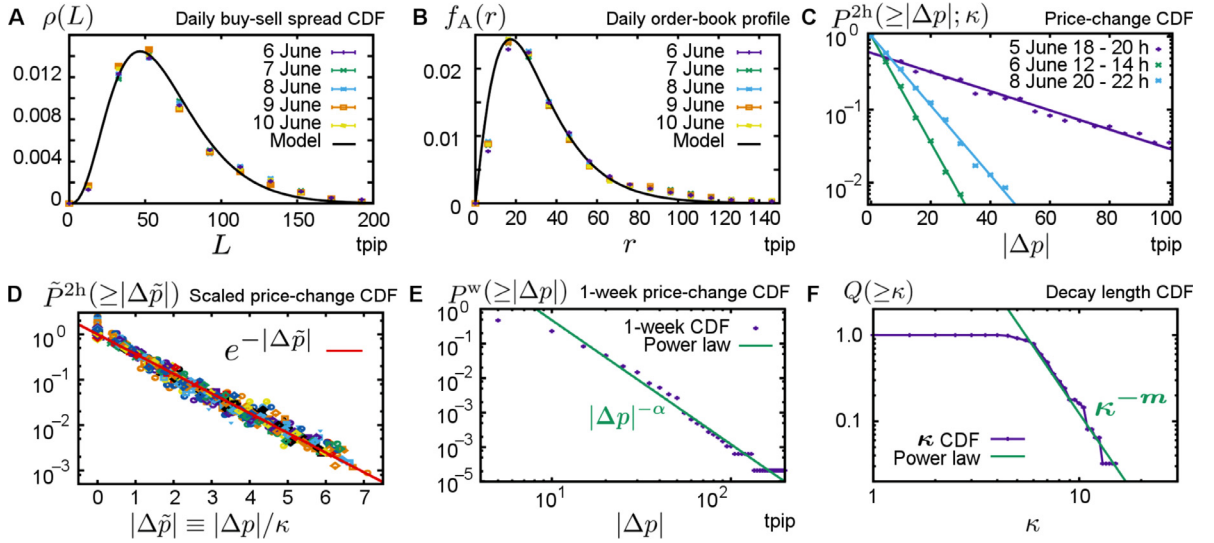 A ρ(L) Daily buy-sell spread CDF
0.012
0.008
0.004
0
6 June
7 June
8 June
9 June
10 June
Model
0 50 100 150 200
L tpip
B f_A(r) Daily order-book profile
0.02
0.01
0
6 June
7 June
8 June
9 June
10 June
Model
0 20 40 60 80 100 120 140
r tpip
C P^{2h}(≥|Δp|; κ) Price-change CDF
10^0
10^{-1}
10^{-2}
5 June 18 - 20 h
6 June 12 - 14 h
8 June 20 - 22 h
0 20 40 60 80 100
|Δp| tpip
D P̃^{2h}(≥|Δp̃|) Scaled price-change CDF
10^0
10^{-1}
10^{-2}
10^{-3}
e^{-|Δp̃|}
0 1 2 3 4 5 6 7
|Δp̃| ≡ |Δp|/κ
E P^w(≥|Δp|) 1-week price-change CDF
10^0
10^{-1}
10^{-2}
10^{-3}
10^{-4}
10^{-5}
1-week CDF
Power law
|Δp|^{-α}
10^1 10^2
|Δp| tpip
F Q(≥κ) Decay length CDF
1.0
0.1
κ^{-m}
κ CDF
Power law
1 10
κ